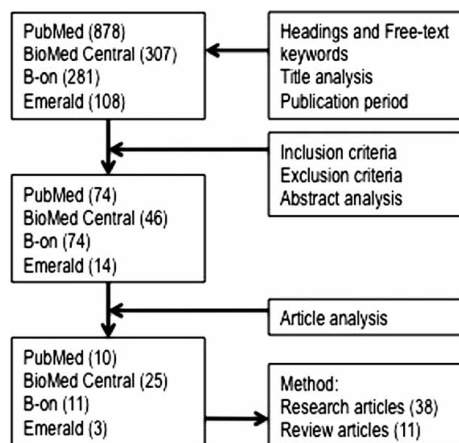 PubMed (878)
BioMed Central (307)
B-on (281)
Emerald (108)
Headings and Free-text
keywords
Title analysis
Publication period
Inclusion criteria
Exclusion criteria
Abstract analysis
PubMed (74)
BioMed Central (46)
B-on (74)
Emerald (14)
Article analysis
PubMed (10)
BioMed Central (25)
B-on (11)
Emerald (3)
Method:
Research articles (38)
Review articles (11)